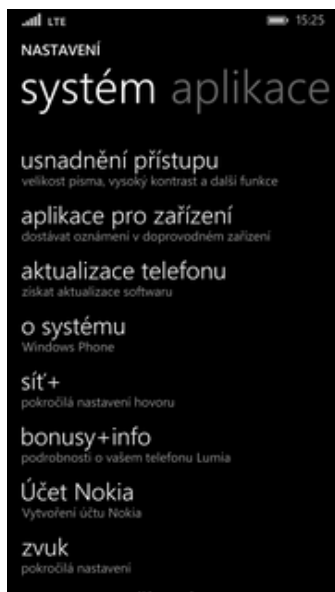 LTE 15:25
NASTAVENÍ
systém aplikace
usnadnění přístupu
velikost písma, vysoký kontrast a další funkce
aplikace pro zařízení
dostávat oznámení v doprovodném zařízení
aktualizace telefonu
získat aktualizace softwaru
o systému
Windows Phone
síť+
pokročilá nastavení hovoru
bonusy+info
podrobnosti o vašem telefonu Lumia
Účet Nokia
Vytvoření účtu Nokia
zvuk
pokročilá nastavení